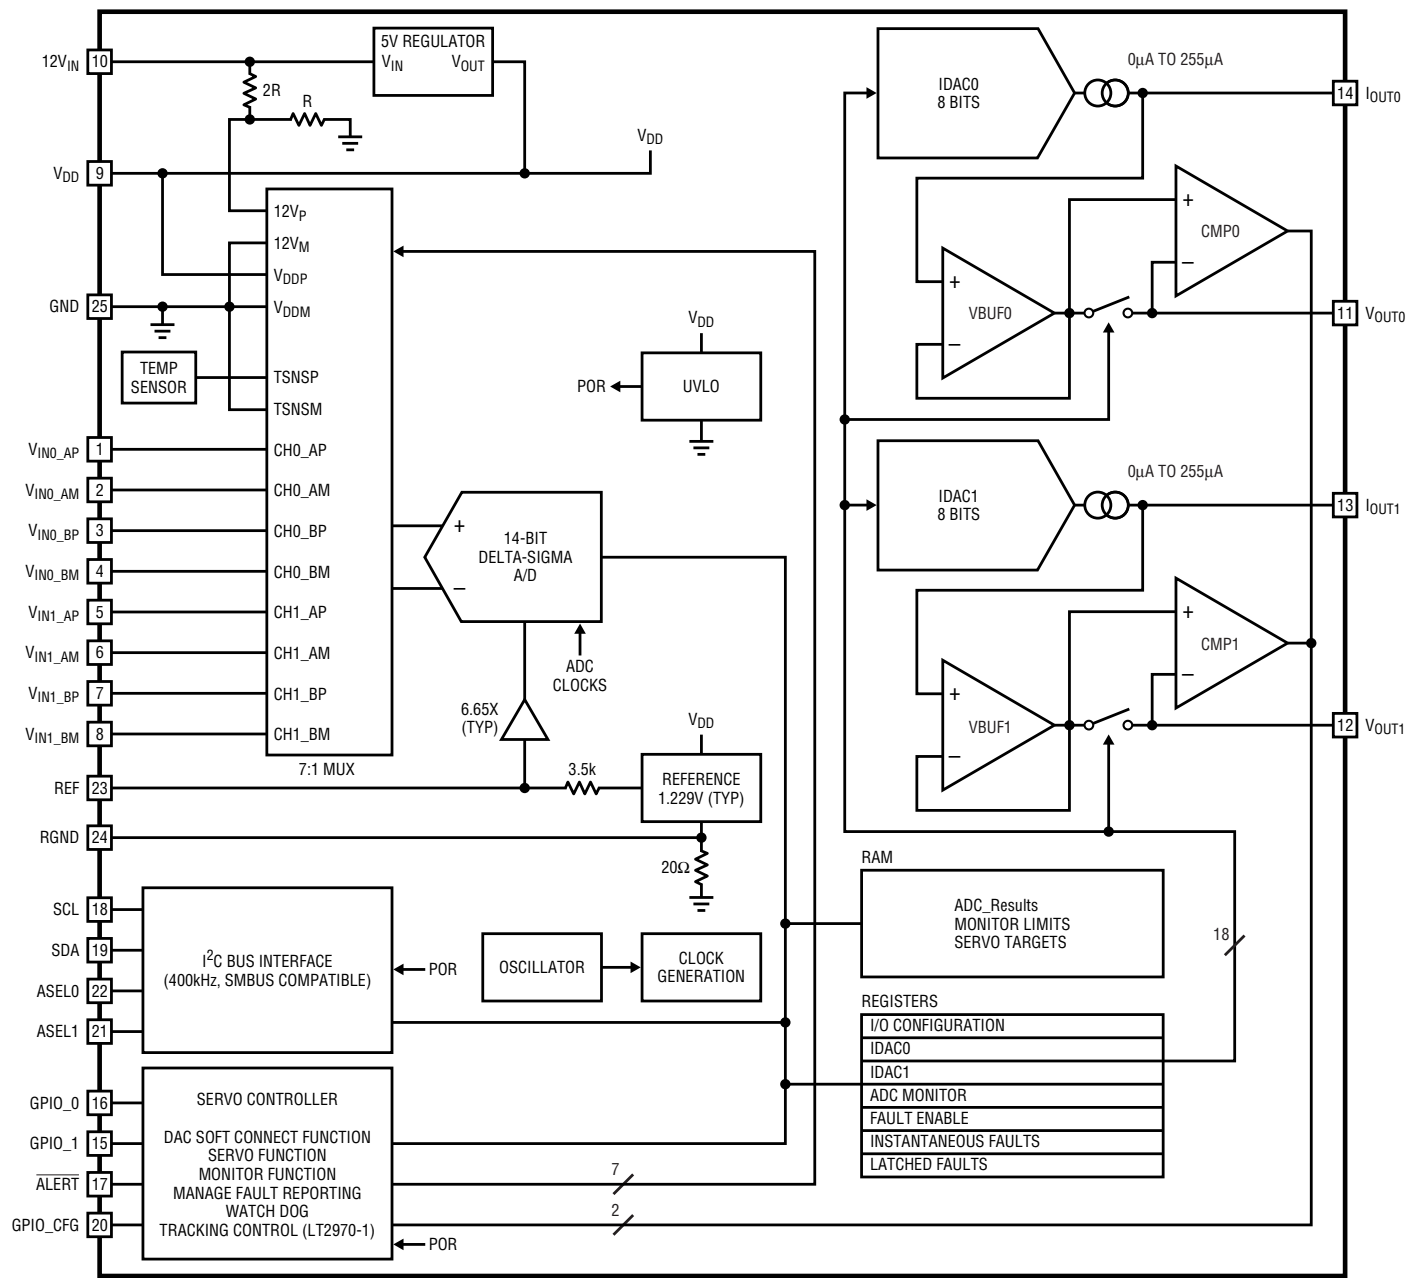 12VIN 10
5V REGULATOR
VIN VOUT
2R
R
VDD 9
VDD
12VP
12VM
VDDP
GND 25
VDDM
TEMP
SENSOR
TSNSP
TSNSM
VIN0_AP 1 CH0_AP
VIN0_AM 2 CH0_AM
VIN0_BP 3 CH0_BP
VIN0_BM 4 CH0_BM
VIN1_AP 5 CH1_AP
VIN1_AM 6 CH1_AM
VIN1_BP 7 CH1_BP
VIN1_BM 8 CH1_BM
7:1 MUX
REF 23
RGND 24
VDD
POR
UVLO
+
14-BIT
DELTA-SIGMA
A/D
−
ADC
CLOCKS
6.65X
(TYP)
3.5k
VDD
REFERENCE
1.229V (TYP)
20Ω
IDAC0
8 BITS
0μA TO 255μA
14 IOUT0
+
CMP0
−
+
VBUF0
−
11 VOUT0
IDAC1
8 BITS
0μA TO 255μA
13 IOUT1
+
CMP1
−
+
VBUF1
−
12 VOUT1
SCL 18
SDA 19
ASEL0 22
ASEL1 21
I2C BUS INTERFACE
(400kHz, SMBUS COMPATIBLE)
POR
OSCILLATOR
CLOCK
GENERATION
RAM
ADC_Results
MONITOR LIMITS
SERVO TARGETS
18
REGISTERS
I/O CONFIGURATION
IDAC0
IDAC1
ADC MONITOR
FAULT ENABLE
INSTANTANEOUS FAULTS
LATCHED FAULTS
GPIO_0 16
GPIO_1 15
ALERT 17
GPIO_CFG 20
SERVO CONTROLLER
DAC SOFT CONNECT FUNCTION
SERVO FUNCTION
MONITOR FUNCTION
MANAGE FAULT REPORTING
WATCH DOG
TRACKING CONTROL (LT2970-1)
7
2
POR